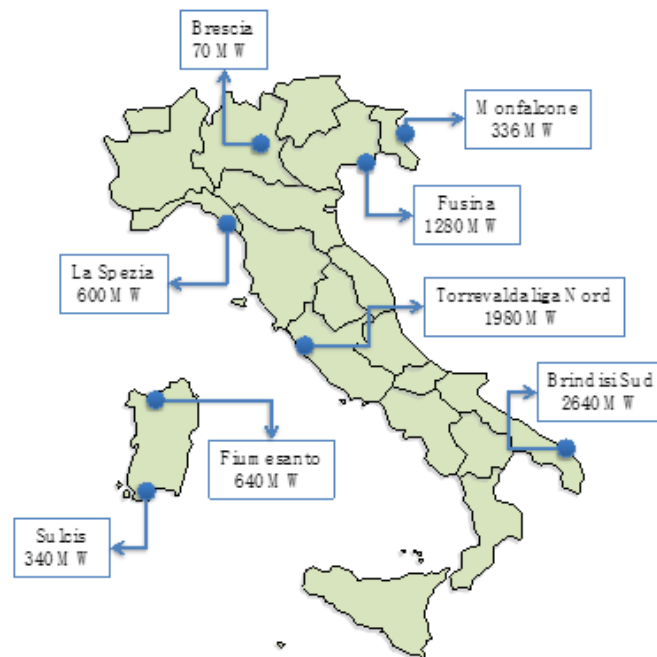 Brescia
70 MW
Monfalcone
336 MW
Fusina
1280 MW
La Spezia
600 MW
Torrevaldaliga Nord
1980 MW
Brindisi Sud
2640 MW
Fiumesanto
640 MW
Sulcis
340 MW